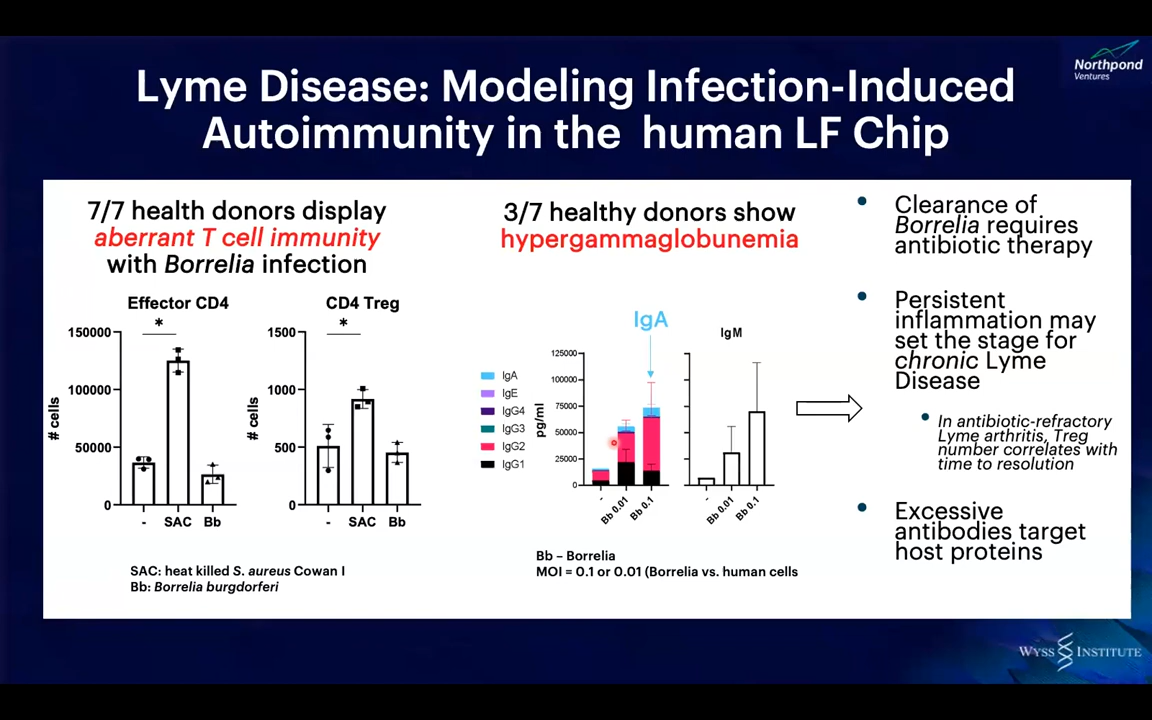 Northpond
Ventures
Lyme Disease: Modeling Infection-Induced
Autoimmunity in the human LF Chip
7/7 health donors display
aberrant T cell immunity
with Borrelia infection
Effector CD4
*
150000
100000
50000
0
# cells
- SAC Bb
CD4 Treg
*
1500
1000
500
0
# cells
- SAC Bb
SAC: heat killed S. aureus Cowan I
Bb: Borrelia burgdorferi
3/7 healthy donors show
hypergammaglobunemia
IgA
IgA
IgE
IgG4
IgG3
IgG2
IgG1
125000
100000
75000
50000
25000
0
pg/ml
- Bb 0.01 Bb 0.1
IgM
- Bb 0.01 Bb 0.1
Bb – Borrelia
MOI = 0.1 or 0.01 (Borrelia vs. human cells
• Clearance of
Borrelia requires
antibiotic therapy
• Persistent
inflammation may
set the stage for
chronic Lyme
Disease
• In antibiotic-refractory
Lyme arthritis, Treg
number correlates with
time to resolution
• Excessive
antibodies target
host proteins
WYSS INSTITUTE